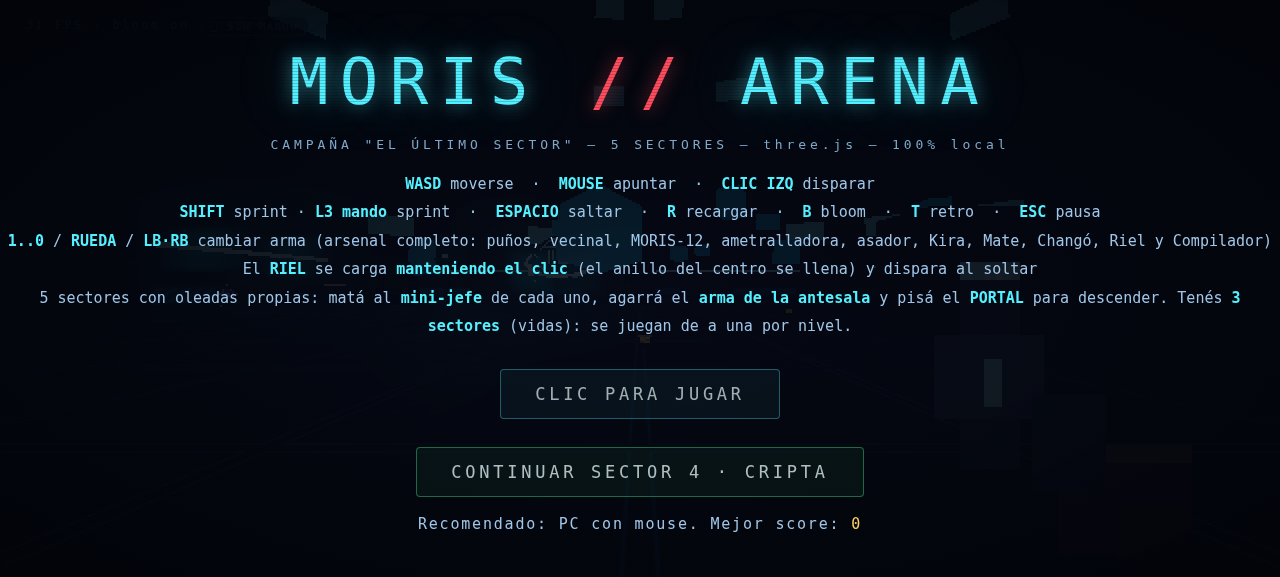 MORIS // ARENA
CAMPAÑA "EL ÚLTIMO SECTOR" — 5 SECTORES — three.js — 100% local
WASD moverse · MOUSE apuntar · CLIC IZQ disparar
SHIFT sprint · L3 mando sprint · ESPACIO saltar · R recargar · B bloom · T retro · ESC pausa
1..0 / RUEDA / LB·RB cambiar arma (arsenal completo: puños, vecinal, MORIS-12, ametralladora, asador, Kira, Mate, Changó, Riel y Compilador)
El RIEL se carga manteniendo el clic (el anillo del centro se llena) y dispara al soltar
5 sectores con oleadas propias: matá al mini-jefe de cada uno, agarrá el arma de la antesala y pisá el PORTAL para descender. Tenés 3
sectores (vidas): se juegan de a una por nivel.
CLIC PARA JUGAR
CONTINUAR SECTOR 4 · CRIPTA
Recomendado: PC con mouse. Mejor score: 0